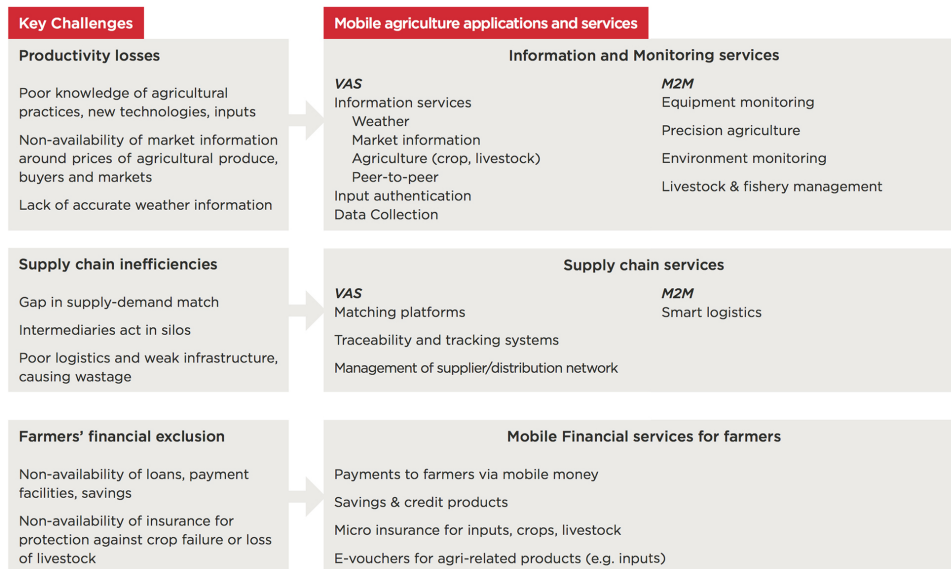 Key Challenges
Mobile agriculture applications and services
Productivity losses
Poor knowledge of agricultural
practices, new technologies, inputs
Non-availability of market information
around prices of agricultural produce,
buyers and markets
Lack of accurate weather information
Information and Monitoring services
VAS
Information services
Weather
Market information
Agriculture (crop, livestock)
Peer-to-peer
Input authentication
Data Collection
M2M
Equipment monitoring
Precision agriculture
Environment monitoring
Livestock & fishery management
Supply chain inefficiencies
Gap in supply-demand match
Intermediaries act in silos
Poor logistics and weak infrastructure,
causing wastage
Supply chain services
VAS
Matching platforms
Traceability and tracking systems
Management of supplier/distribution network
M2M
Smart logistics
Farmers' financial exclusion
Non-availability of loans, payment
facilities, savings
Non-availability of insurance for
protection against crop failure or loss
of livestock
Mobile Financial services for farmers
Payments to farmers via mobile money
Savings & credit products
Micro insurance for inputs, crops, livestock
E-vouchers for agri-related products (e.g. inputs)